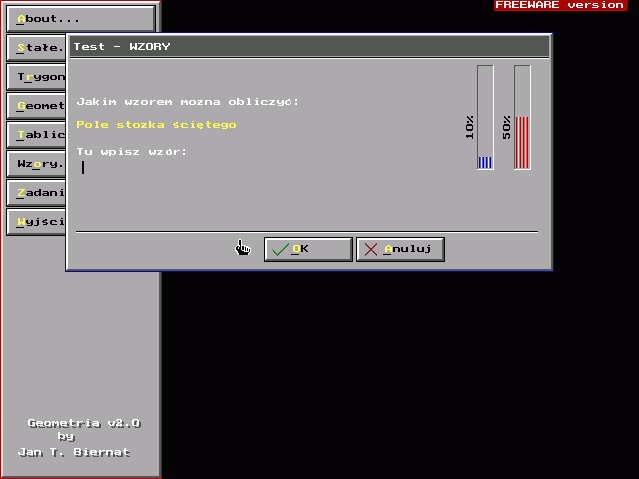 FREEWARE version
About...
Stałe.
Trygon
Geomet
Tablic
Wzory.
Zadani
Wyjści
Test - WZORY
Jakim wzorem mozna obliczyć:
Pole stozka ściętego
Tu wpisz wzór:
10%
50%
OK
Anuluj
Geometria v2.0
by
Jan T. Biernat